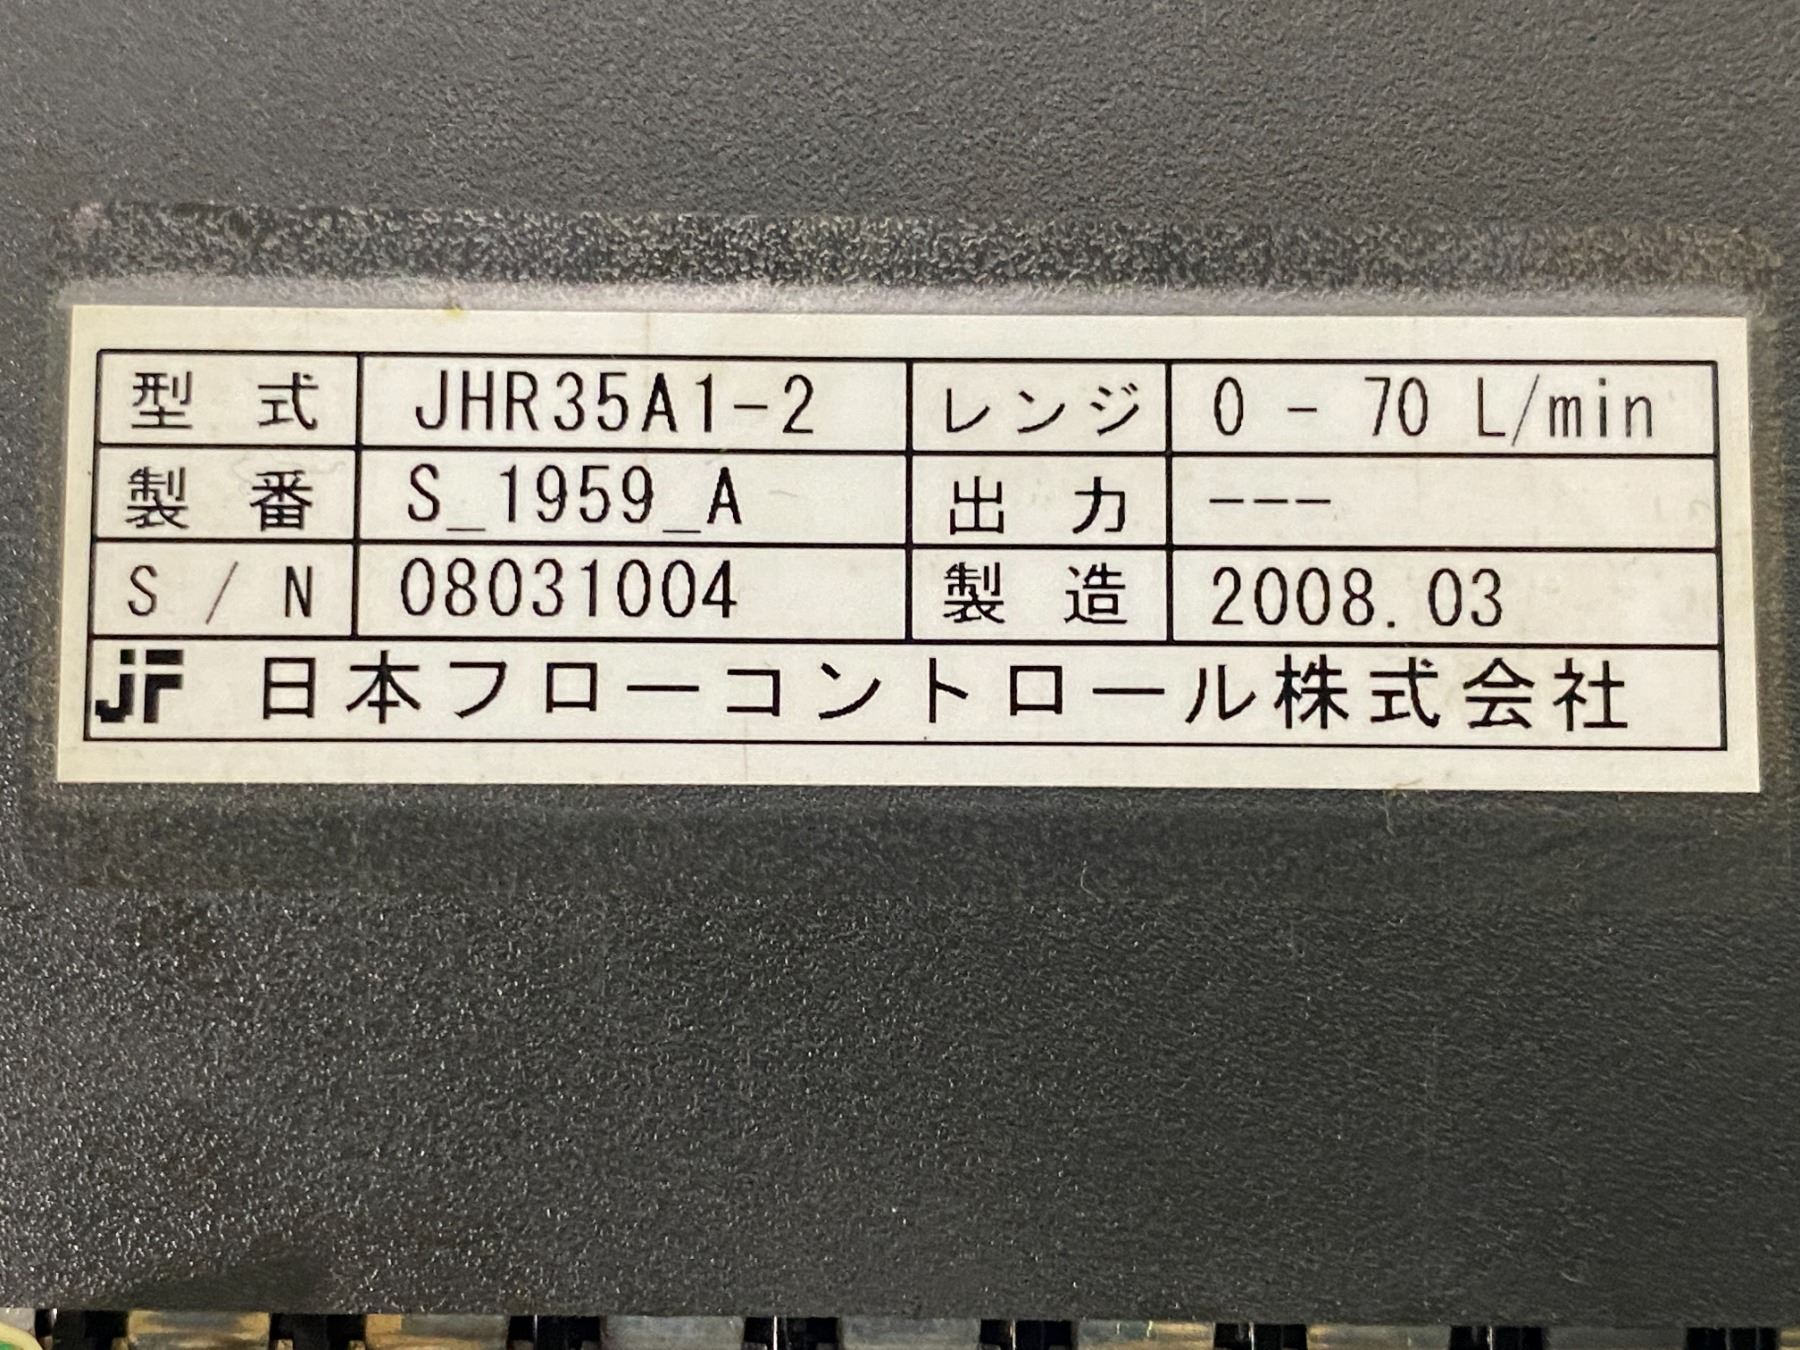 型式 JHR35A1-2 レンジ 0 - 70 L/min
製番 S_1959_A 出力 ---
S/N 08031004 製造 2008.03
JF 日本フローコントロール株式会社